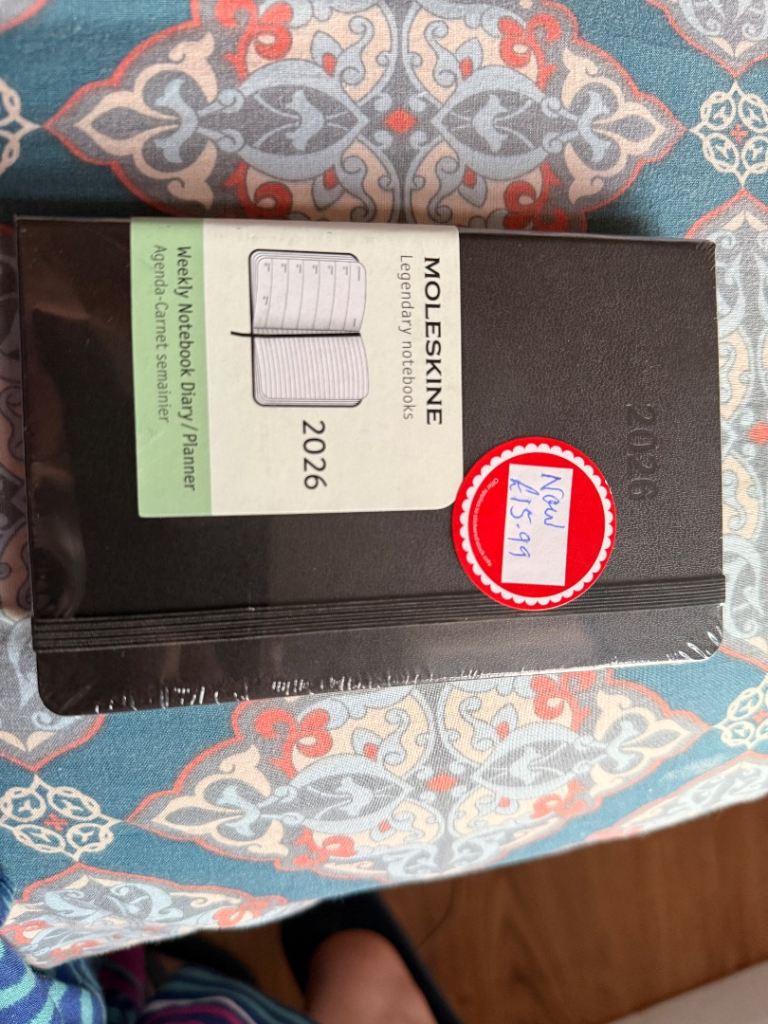 MOLESKINE
Legendary notebooks
2026
Weekly Notebook Diary/Planner
Agenda-Carnet semainier
2026
Now
£15.99